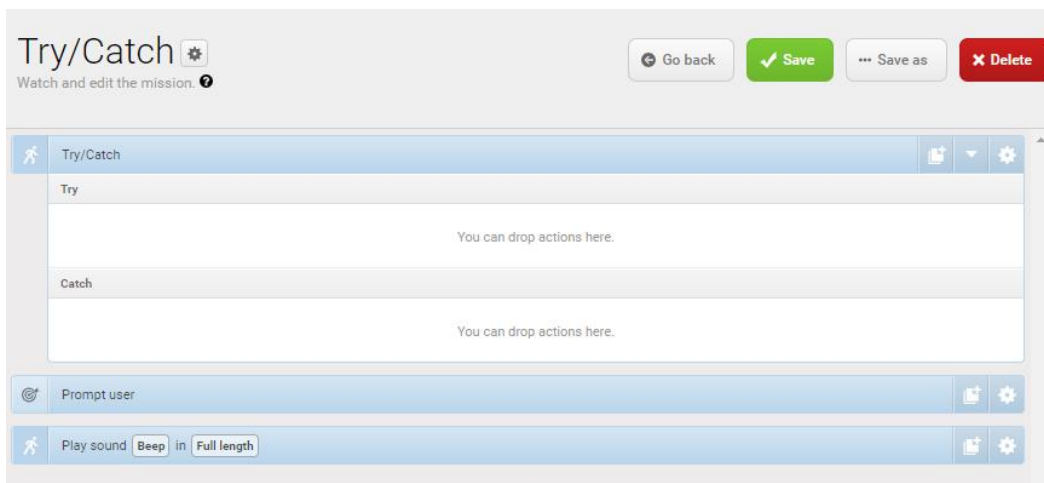 Try/Catch
Watch and edit the mission.
Go back
Save
Save as
Delete
Try/Catch
Try
You can drop actions here.
Catch
You can drop actions here.
Prompt user
Play sound Beep in Full length